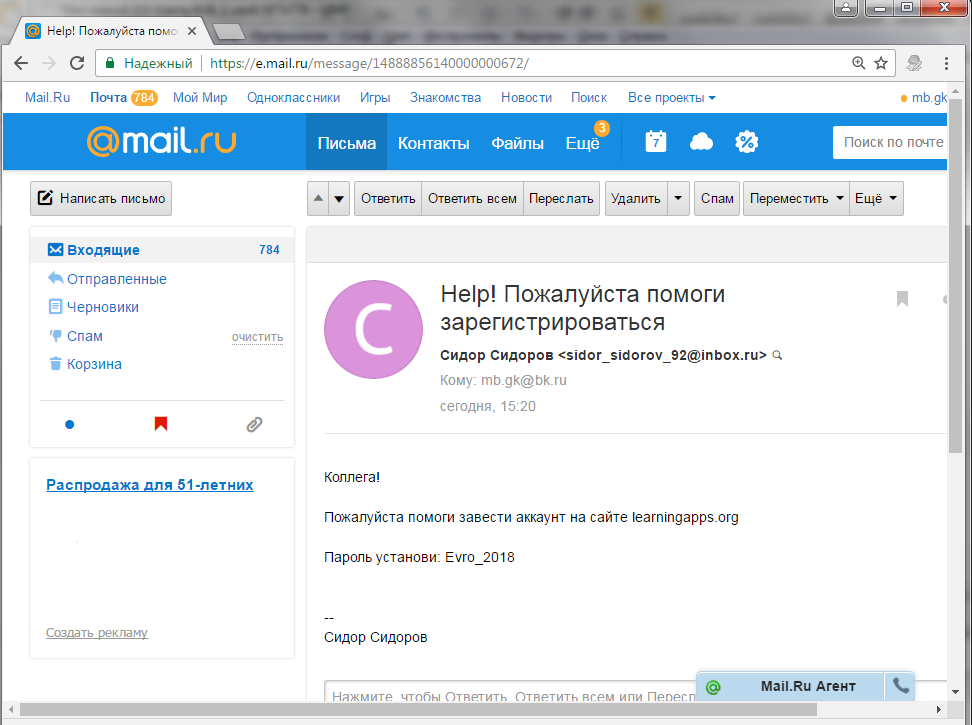 Help! Пожалуйста помо
Надежный https://e.mail.ru/message/14888856140000000672/
Mail.Ru Почта 784 Мой Мир Одноклассники Игры Знакомства Новости Поиск Все проекты mb.gk
@mail.ru Письма Контакты Файлы Ещё 3 7 % Поиск по почте
Написать письмо Ответить Ответить всем Переслать Удалить Спам Переместить Ещё
Входящие 784
Отправленные
Черновики
Спам очистить
Корзина
Распродажа для 51-летних
Создать рекламу
С
Help! Пожалуйста помоги
зарегистрироваться
Сидор Сидоров <sidor_sidorov_92@inbox.ru>
Кому: mb.gk@bk.ru
сегодня, 15:20
Коллега!
Пожалуйста помоги завести аккаунт на сайте learningapps.org
Пароль установи: Evro_2018
--
Сидор Сидоров
Нажмите, чтобы Ответить, Ответить всем или Пересл
@ Mail.Ru Агент